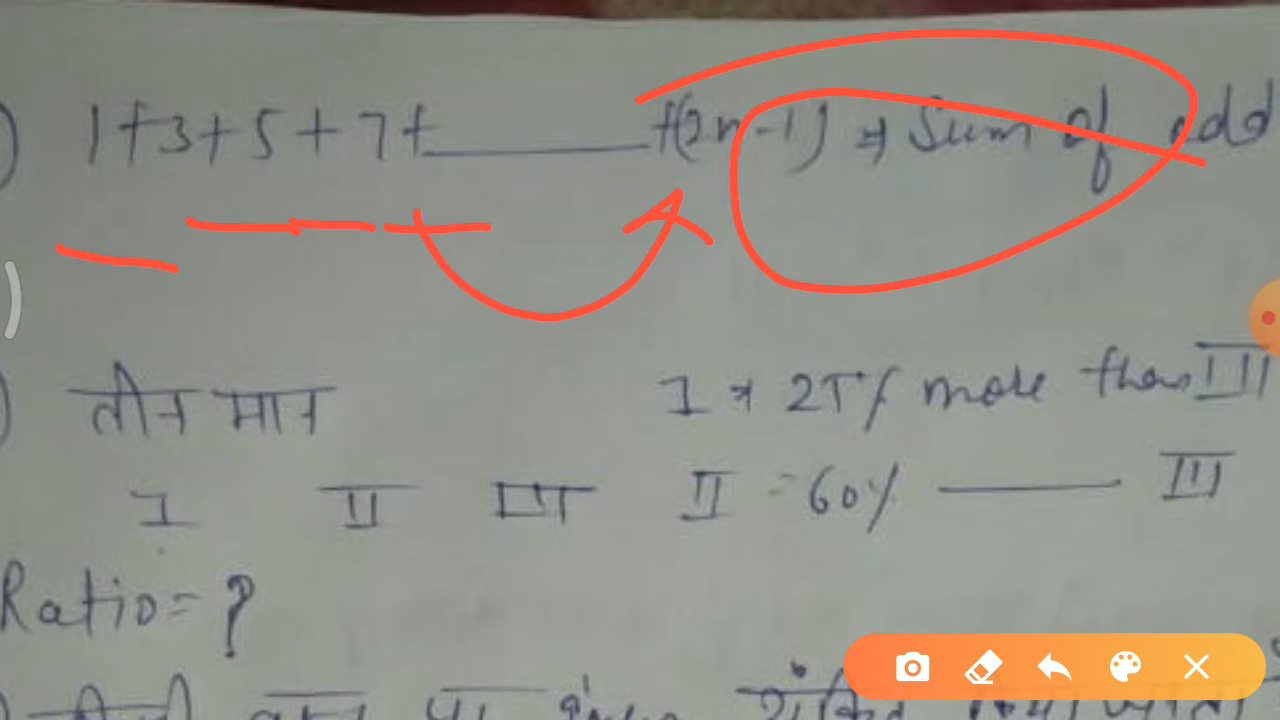 ) 1+3+5+7+______+(2n-1) ⇒ Sum of odd
) तीन मान I → 25% more than III
I II III II = 60% ______ III
Ratio = ?